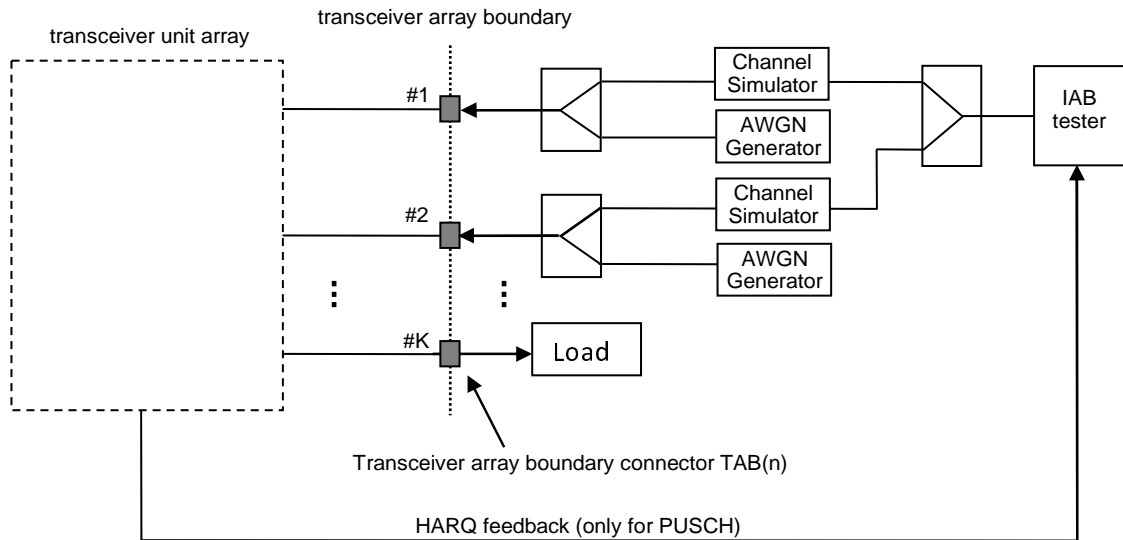 transceiver array boundary
transceiver unit array
#1
Channel
Simulator
AWGN
Generator
IAB
tester
#2
Channel
Simulator
AWGN
Generator
#K
Load
Transceiver array boundary connector TAB(n)
HARQ feedback (only for PUSCH)